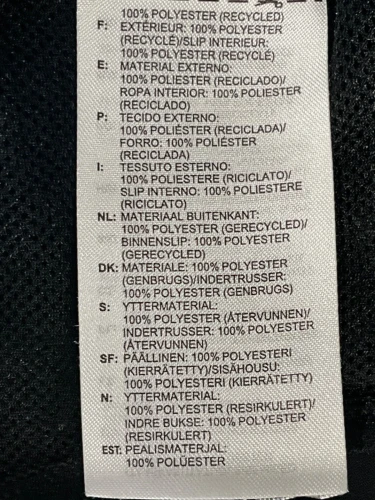 100% POLYESTER (RECYCLED)
F: EXTÉRIEUR: 100% POLYESTER
(RECYCLÉ)/SLIP INTERIEUR:
100% POLYESTER (RECYCLÉ)
E: MATERIAL EXTERNO:
100% POLIESTER (RECICLADO)/
ROPA INTERIOR: 100% POLIESTER
(RECICLADO)
P: TECIDO EXTERNO:
100% POLIÉSTER (RECICLADA)/
FORRO: 100% POLIÉSTER
(RECICLADA)
I: TESSUTO ESTERNO:
100% POLIESTERE (RICICLATO)/
SLIP INTERNO: 100% POLIESTERE
(RICICLATO)
NL: MATERIAAL BUITENKANT:
100% POLYESTER (GERECYCLED)/
BINNENSLIP: 100% POLYESTER
(GERECYCLED)
DK: MATERIALE: 100% POLYESTER
(GENBRUGS)/INDERTRUSSER:
100% POLYESTER (GENBRUGS)
S: YTTERMATERIAL:
100% POLYESTER (ÅTERVUNNEN)/
INDERTRUSSER: 100% POLYESTER
(ÅTERVUNNEN)
SF: PÄÄLLINEN: 100% POLYESTERI
(KIERRÄTETTY)/SISÄHOUSU:
100% POLYESTERI (KIERRÄTETTY)
N: YTTERMATERIAL:
100% POLYESTER (RESIRKULERT)/
INDRE BUKSE: 100% POLYESTER
(RESIRKULERT)
EST: PEALISMATERJAL:
100% POLÜESTER